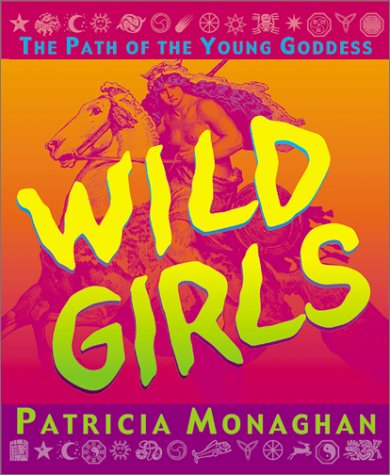 THE PATH OF THE YOUNG GODDESS
WILD
GIRLS
PATRICIA MONAGHAN